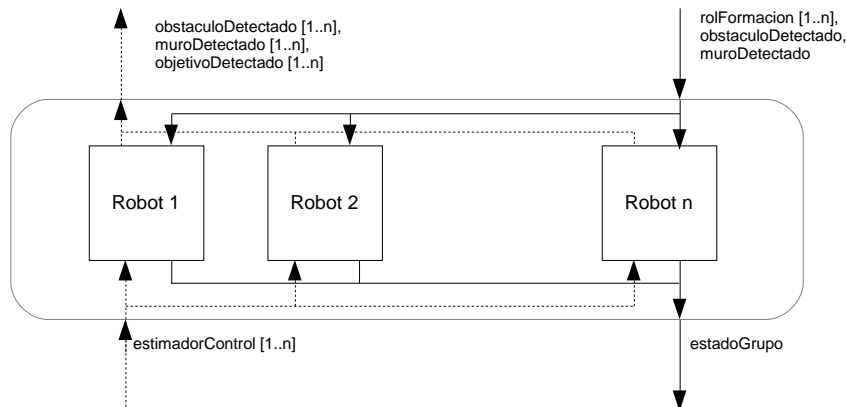 obstaculoDetectado [1..n],
muroDetectado [1..n],
objetivoDetectado [1..n]
rolFormacion [1..n],
obstaculoDetectado,
muroDetectado
Robot 1
Robot 2
Robot n
estimadorControl [1..n]
estadoGrupo